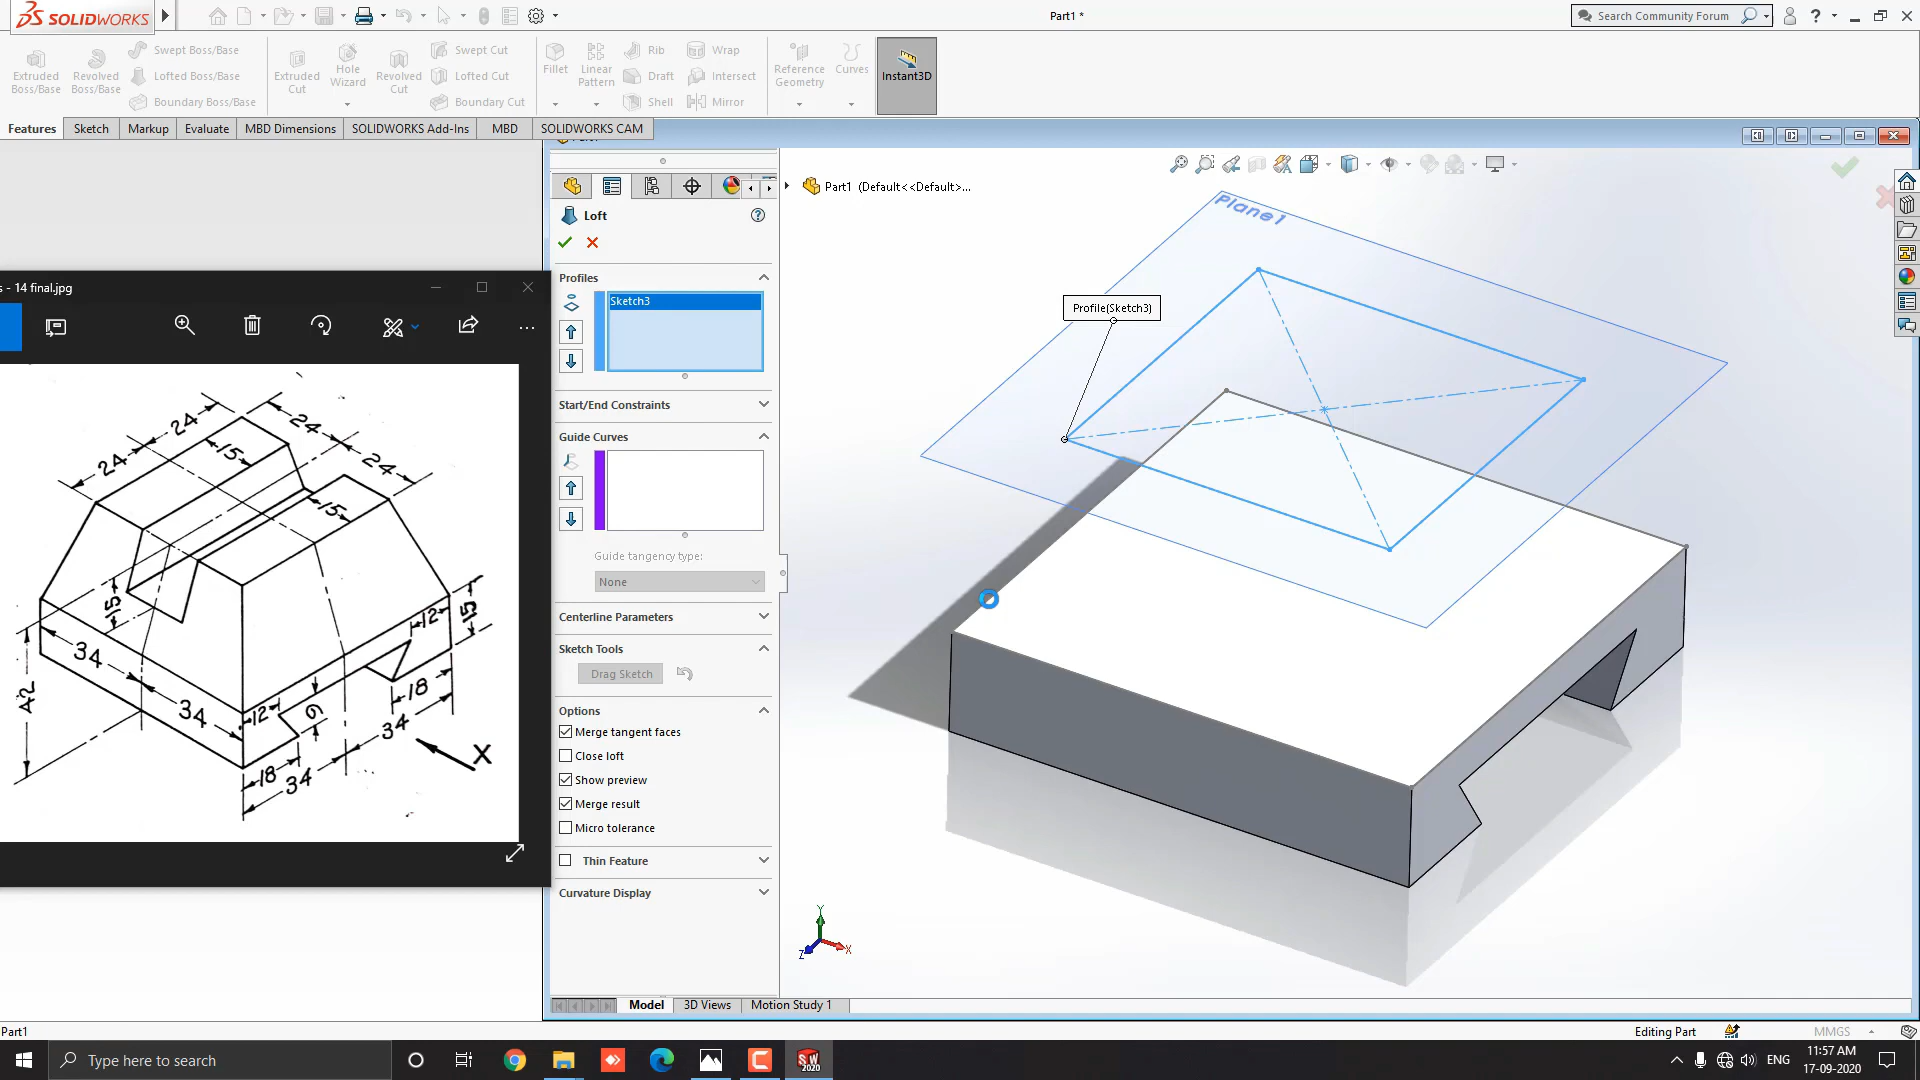 SOLIDWORKS
Part1 *
Search Community Forum
Extruded Boss/Base
Revolved Boss/Base
Swept Boss/Base
Lofted Boss/Base
Boundary Boss/Base
Extruded Cut
Hole Wizard
Revolved Cut
Swept Cut
Lofted Cut
Boundary Cut
Fillet
Linear Pattern
Rib
Draft
Shell
Wrap
Intersect
Mirror
Reference Geometry
Curves
Instant3D
Features
Sketch
Markup
Evaluate
MBD Dimensions
SOLIDWORKS Add-Ins
MBD
SOLIDWORKS CAM
Part1 (Default<<Default>...
Loft
Profiles
Sketch3
Start/End Constraints
Guide Curves
Guide tangency type:
None
Centerline Parameters
Sketch Tools
Drag Sketch
Options
Merge tangent faces
Close loft
Show preview
Merge result
Micro tolerance
Thin Feature
Curvature Display
Plane1
Profile(Sketch3)
Y
X
Z
s - 14 final.jpg
24
24
15
24
15
15
12
15
34
42
34
12
9
18
34
18
34
X
Model
3D Views
Motion Study 1
Part1
Editing Part
MMGS
Type here to search
SW
2020
ENG
11:57 AM
17-09-2020